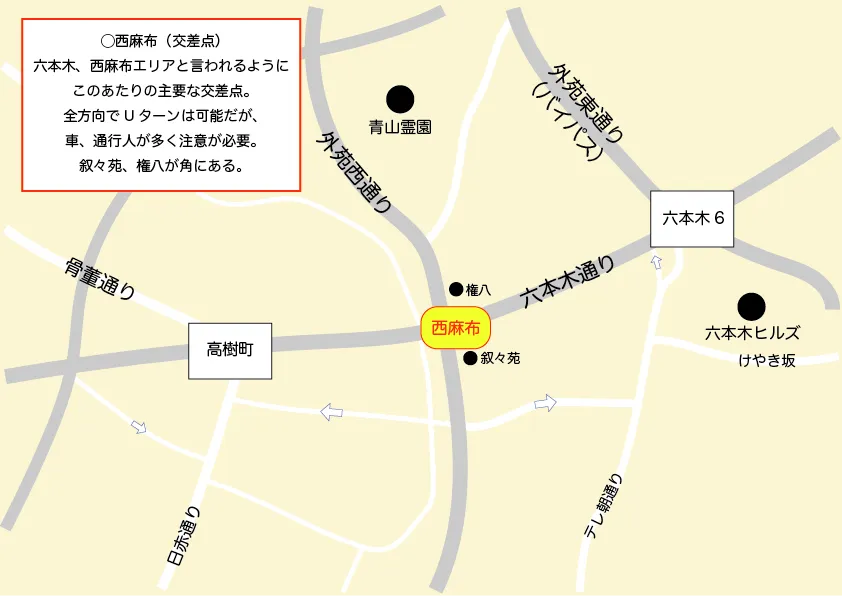 ○西麻布（交差点）
六本木、西麻布エリアと言われるように
このあたりの主要な交差点。
全方向でUターンは可能だが、
車、通行人が多く注意が必要。
叙々苑、権八が角にある。
青山霊園
外苑東通り
（バイパス）
外苑西通り
六本木6
骨董通り
六本木通り
権八
西麻布
六本木ヒルズ
高樹町
叙々苑
けやき坂
日赤通り
テレ朝通り